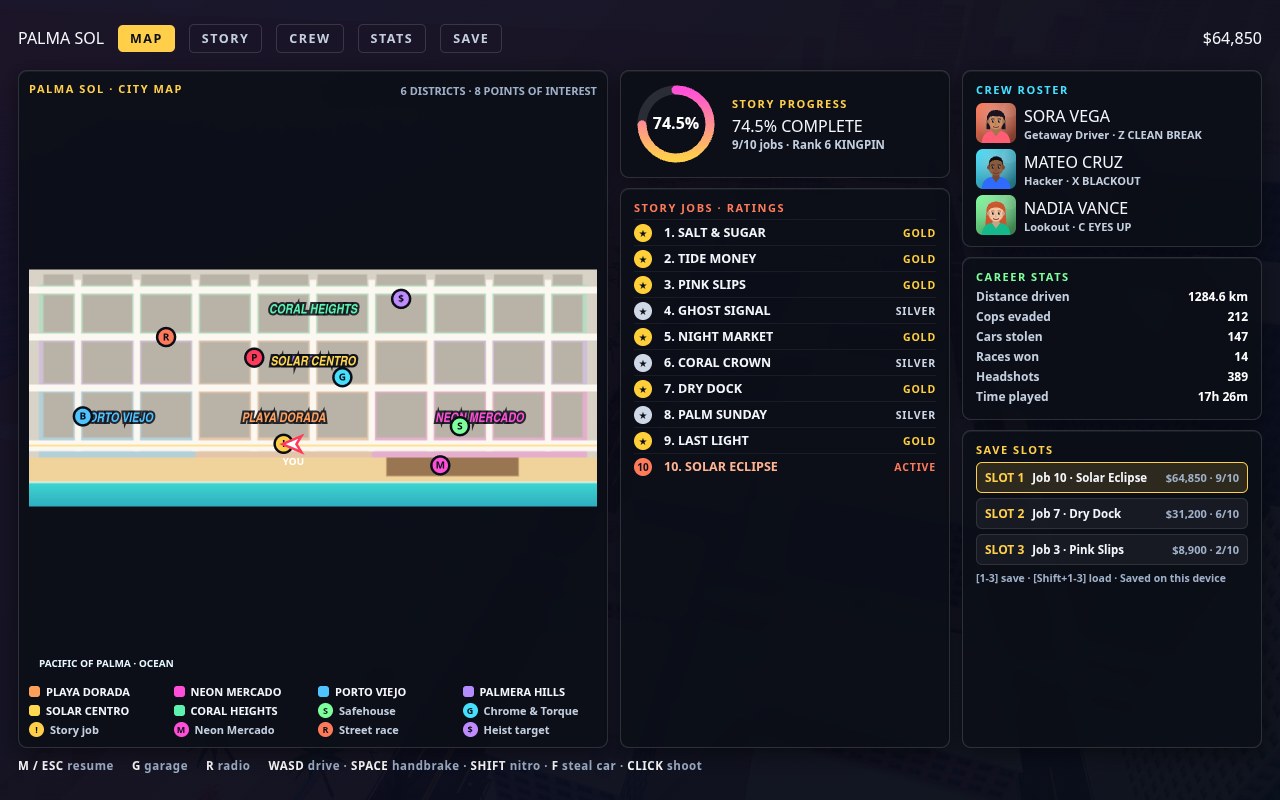 PALMA SOL MAP STORY CREW STATS SAVE $64,850
PALMA SOL · CITY MAP 6 DISTRICTS · 8 POINTS OF INTEREST
CORAL HEIGHTS
$
R
P
SOLAR CENTRO
G
B
PORTO VIEJO
PLAYA DORADA
NEON MERCADO
S
YOU
M
PACIFIC OF PALMA · OCEAN
PLAYA DORADA NEON MERCADO PORTO VIEJO PALMERA HILLS
SOLAR CENTRO CORAL HEIGHTS S Safehouse G Chrome & Torque
! Story job M Neon Mercado R Street race $ Heist target
74.5%
STORY PROGRESS
74.5% COMPLETE
9/10 jobs · Rank 6 KINGPIN
STORY JOBS · RATINGS
★ 1. SALT & SUGAR GOLD
★ 2. TIDE MONEY GOLD
★ 3. PINK SLIPS GOLD
★ 4. GHOST SIGNAL SILVER
★ 5. NIGHT MARKET GOLD
★ 6. CORAL CROWN SILVER
★ 7. DRY DOCK GOLD
★ 8. PALM SUNDAY SILVER
★ 9. LAST LIGHT GOLD
10 10. SOLAR ECLIPSE ACTIVE
CREW ROSTER
SORA VEGA
Getaway Driver · Z CLEAN BREAK
MATEO CRUZ
Hacker · X BLACKOUT
NADIA VANCE
Lookout · C EYES UP
CAREER STATS
Distance driven 1284.6 km
Cops evaded 212
Cars stolen 147
Races won 14
Headshots 389
Time played 17h 26m
SAVE SLOTS
SLOT 1 Job 10 · Solar Eclipse $64,850 · 9/10
SLOT 2 Job 7 · Dry Dock $31,200 · 6/10
SLOT 3 Job 3 · Pink Slips $8,900 · 2/10
[1-3] save · [Shift+1-3] load · Saved on this device
M / ESC resume G garage R radio WASD drive · SPACE handbrake · SHIFT nitro · F steal car · CLICK shoot